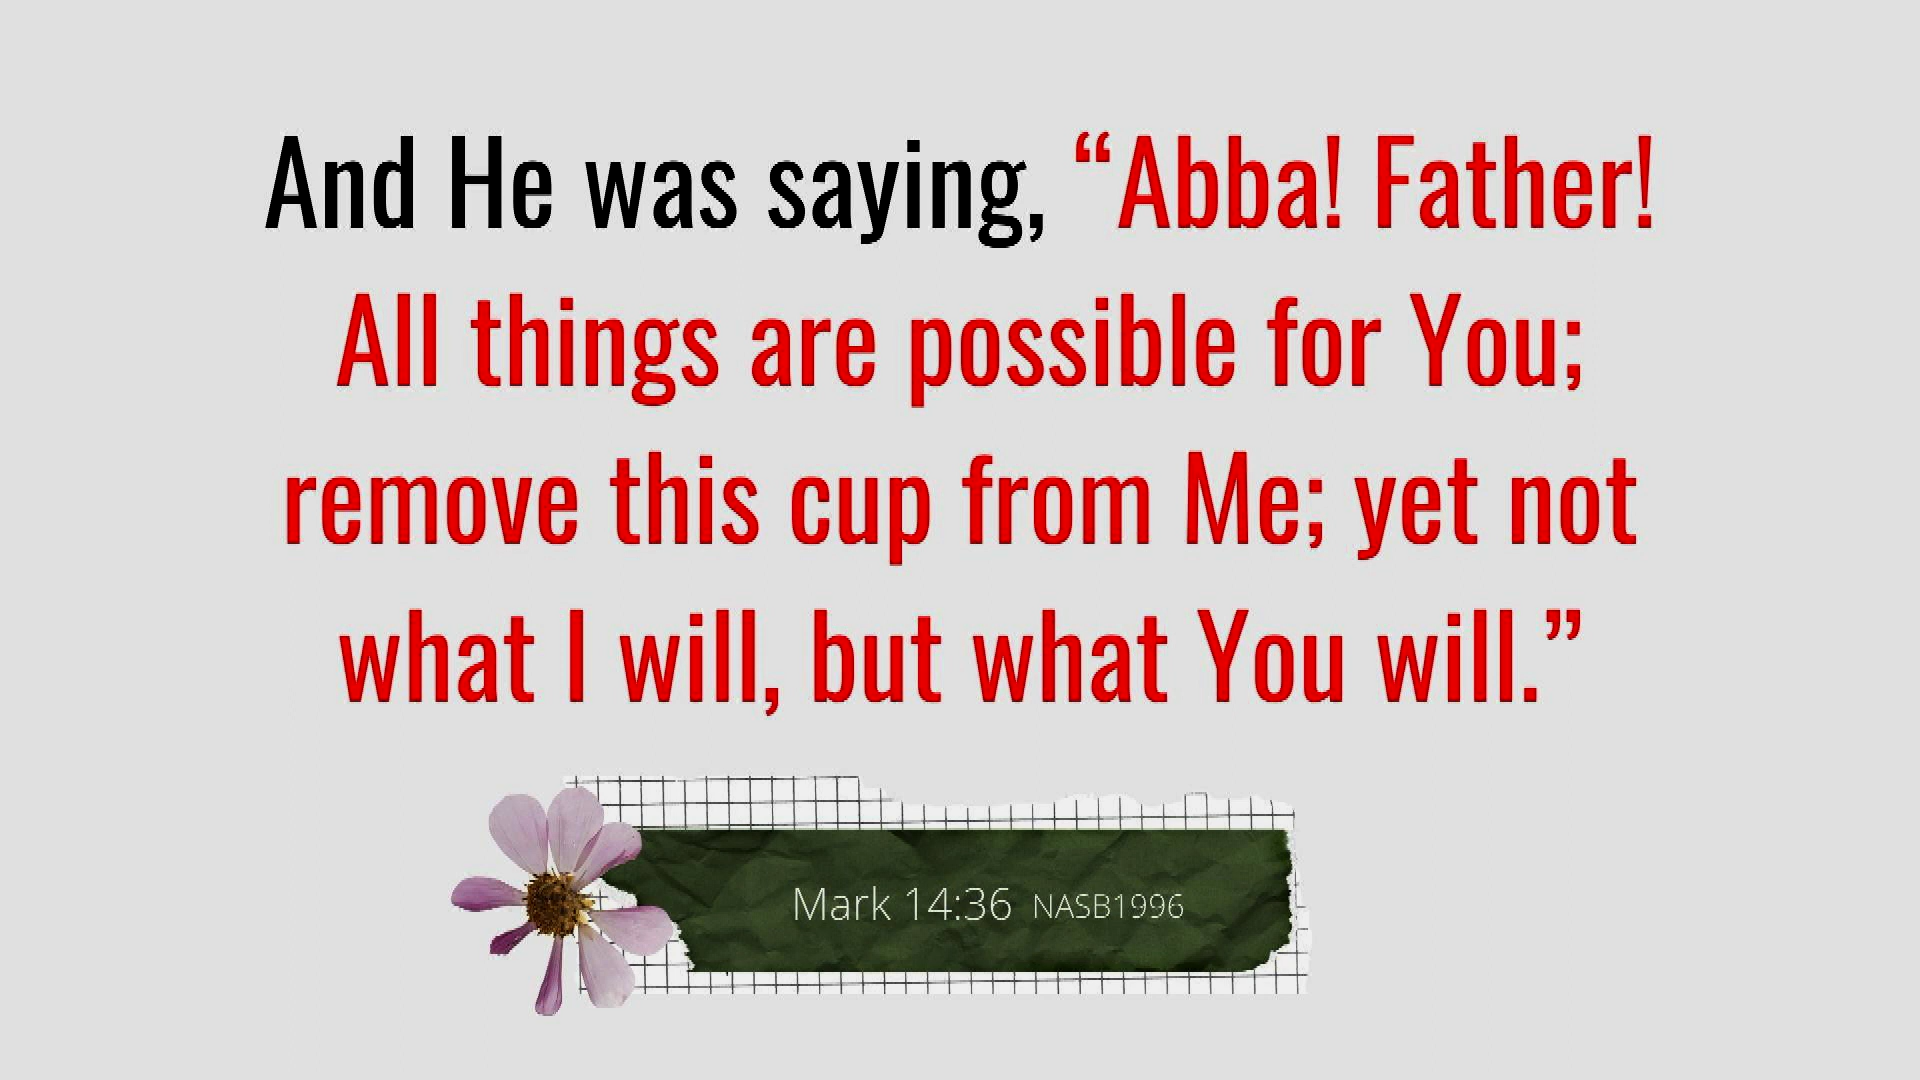 And He was saying, “Abba! Father!
All things are possible for You;
remove this cup from Me; yet not
what I will, but what You will.”
Mark 14:36 NASB1996